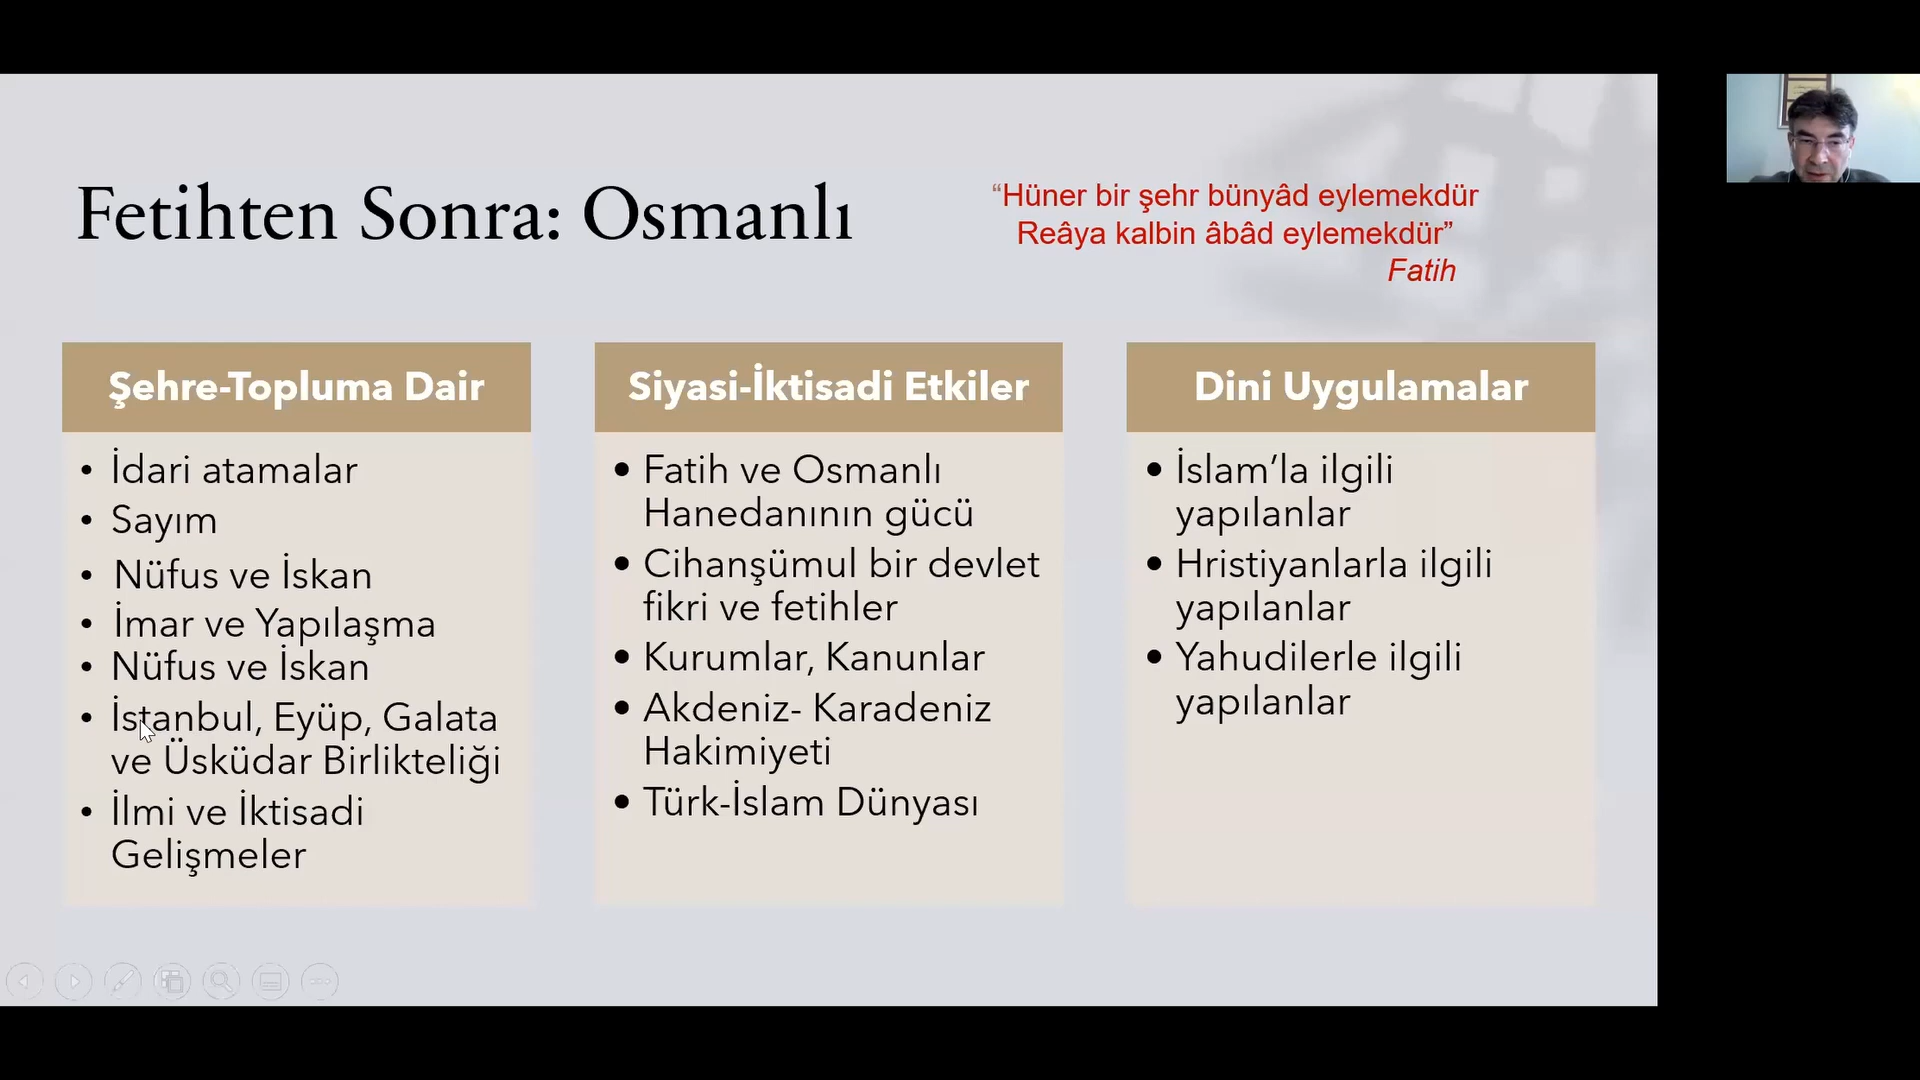 Fetihten Sonra: Osmanlı
“Hüner bir şehr bünyâd eylemekdür
Reâya kalbin âbâd eylemekdür”
Fatih
Şehre-Topluma Dair
• İdari atamalar
• Sayım
• Nüfus ve İskan
• İmar ve Yapılaşma
• Nüfus ve İskan
• İstanbul, Eyüp, Galata
ve Üsküdar Birlikteliği
• İlmi ve İktisadi
Gelişmeler
Siyasi-İktisadi Etkiler
• Fatih ve Osmanlı
Hanedanının gücü
• Cihanşümul bir devlet
fikri ve fetihler
• Kurumlar, Kanunlar
• Akdeniz- Karadeniz
Hakimiyeti
• Türk-İslam Dünyası
Dini Uygulamalar
• İslam’la ilgili
yapılanlar
• Hristiyanlarla ilgili
yapılanlar
• Yahudilerle ilgili
yapılanlar